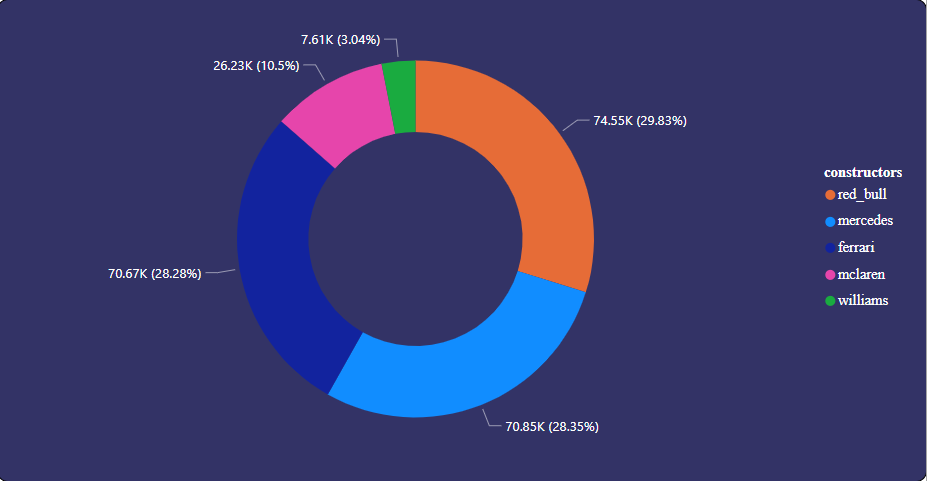 7.61K (3.04%)
26.23K (10.5%)
74.55K (29.83%)
70.67K (28.28%)
70.85K (28.35%)
constructors
red_bull
mercedes
ferrari
mclaren
williams